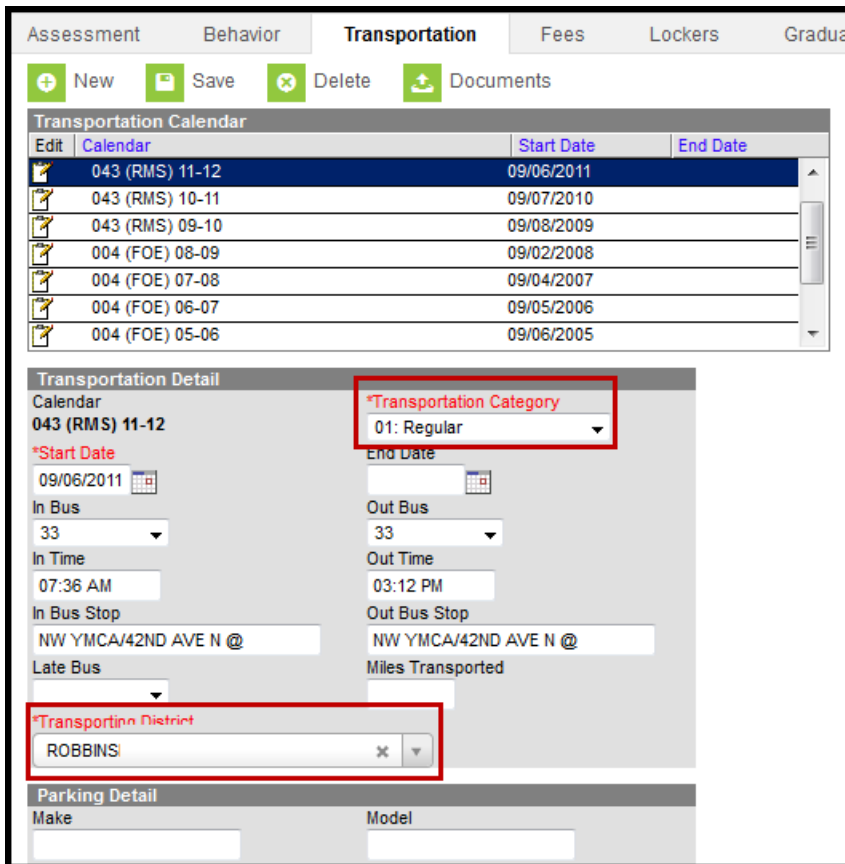 Assessment Behavior Transportation Fees Lockers Gradua
New Save Delete Documents
Transportation Calendar
Edit Calendar Start Date End Date
043 (RMS) 11-12 09/06/2011
043 (RMS) 10-11 09/07/2010
043 (RMS) 09-10 09/08/2009
004 (FOE) 08-09 09/02/2008
004 (FOE) 07-08 09/04/2007
004 (FOE) 06-07 09/05/2006
004 (FOE) 05-06 09/06/2005
Transportation Detail
Calendar *Transportation Category
043 (RMS) 11-12 01: Regular
*Start Date End Date
09/06/2011
In Bus Out Bus
33 33
In Time Out Time
07:36 AM 03:12 PM
In Bus Stop Out Bus Stop
NW YMCA/42ND AVE N @ NW YMCA/42ND AVE N @
Late Bus Miles Transported
*Transporting District
ROBBINS
Parking Detail
Make Model